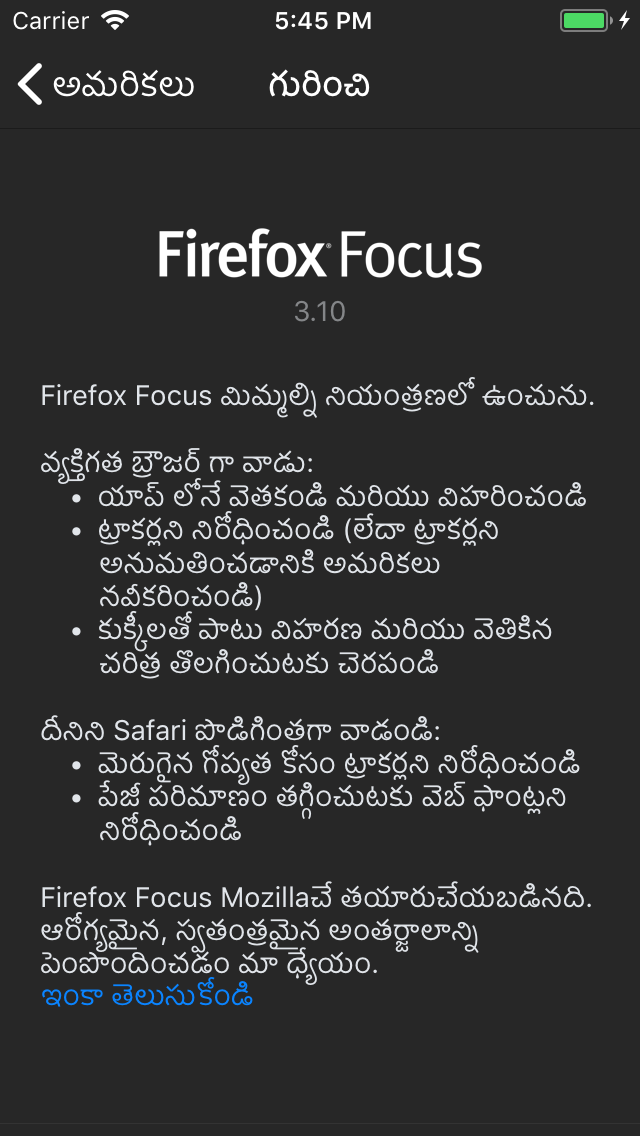 Carrier 5:45 PM
అమరికలు గురించి
Firefox Focus
3.10
Firefox Focus మిమ్మల్ని నియంత్రణలో ఉంచును.
వ్యక్తిగత బ్రౌజర్ గా వాడు:
• యాప్ లోనే వెతకండి మరియు విహరించండి
• ట్రాకర్లని నిరోధించండి (లేదా ట్రాకర్లని
అనుమతించడానికి అమరికలు
నవీకరించండి)
• కుక్కీలతో పాటు విహరణ మరియు వెతికిన
చరిత్ర తొలగించుటకు చెరపండి
దీనిని Safari పొడిగింతగా వాడండి:
• మెరుగైన గోప్యత కోసం ట్రాకర్లని నిరోధించండి
• పేజీ పరిమాణం తగ్గించుటకు వెబ్ ఫాంట్లని
నిరోధించండి
Firefox Focus Mozillaచే తయారుచేయబడినది.
ఆరోగ్యమైన, స్వతంత్రమైన అంతర్జాలాన్ని
పెంపొందించడం మా ధ్యేయం.
ఇంకా తెలుసుకోండి